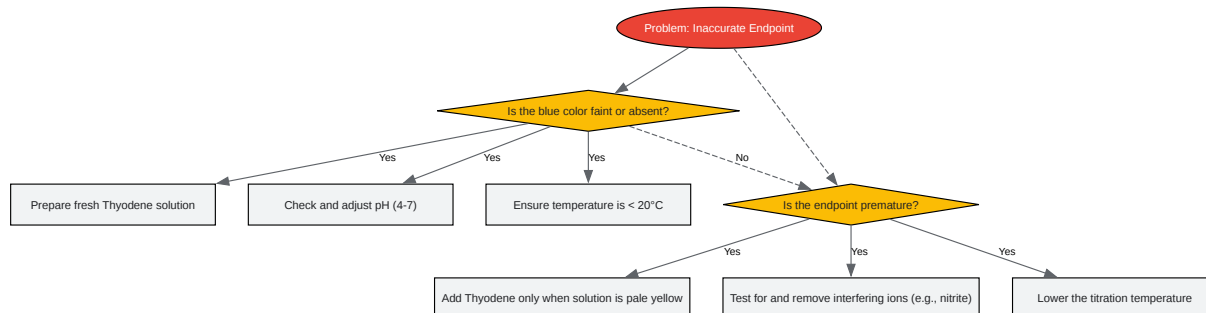 Problem: Inaccurate Endpoint
Is the blue color faint or absent?
Yes
Yes
Yes
No
Prepare fresh Thyodene solution
Check and adjust pH (4-7)
Ensure temperature is < 20°C
Is the endpoint premature?
Yes
Yes
Yes
Add Thyodene only when solution is pale yellow
Test for and remove interfering ions (e.g., nitrite)
Lower the titration temperature